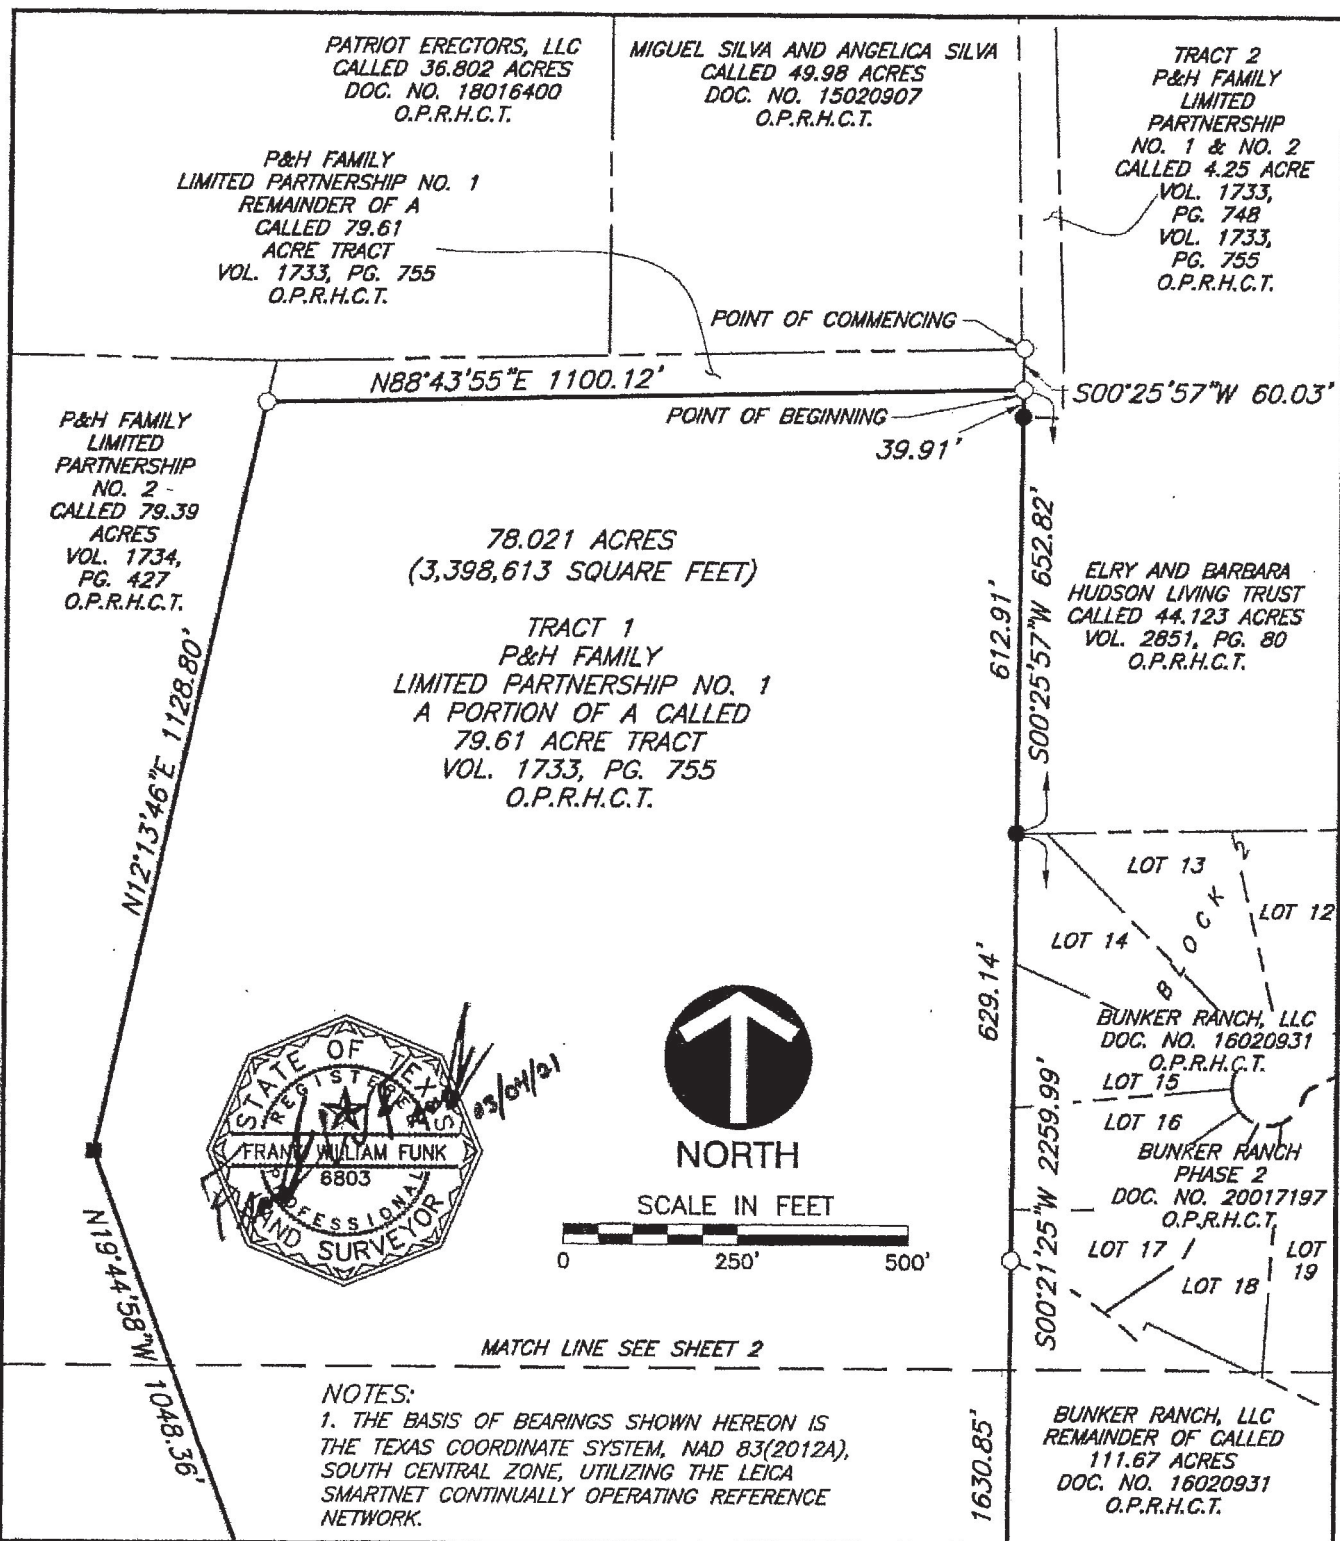 PATRIOT ERECTORS, LLC
CALLED 36.802 ACRES
DOC. NO. 18016400
O.P.R.H.C.T.
MIGUEL SILVA AND ANGELICA SILVA
CALLED 49.98 ACRES
DOC. NO. 15020907
O.P.R.H.C.T.
TRACT 2
P&H FAMILY
LIMITED
PARTNERSHIP
NO. 1 & NO. 2
CALLED 4.25 ACRE
VOL. 1733,
PG. 748
VOL. 1733,
PG. 755
O.P.R.H.C.T.
P&H FAMILY
LIMITED PARTNERSHIP NO. 1
REMAINDER OF A
CALLED 79.61
ACRE TRACT
VOL. 1733, PG. 755
O.P.R.H.C.T.
POINT OF COMMENCING
N88°43'55"E 1100.12'
S00°25'57"W 60.03'
POINT OF BEGINNING
39.91'
P&H FAMILY
LIMITED
PARTNERSHIP
NO. 2 -
CALLED 79.39
ACRES
VOL. 1734,
PG. 427
O.P.R.H.C.T.
78.021 ACRES
(3,398,613 SQUARE FEET)
TRACT 1
P&H FAMILY
LIMITED PARTNERSHIP NO. 1
A PORTION OF A CALLED
79.61 ACRE TRACT
VOL. 1733, PG. 755
O.P.R.H.C.T.
612.91'
S00°25'57"W 652.82'
ELRY AND BARBARA
HUDSON LIVING TRUST
CALLED 44.123 ACRES
VOL. 2851, PG. 80
O.P.R.H.C.T.
N12°13'46"E 1128.80'
LOT 13
BLOCK 2
LOT 12
LOT 14
629.14'
BUNKER RANCH, LLC
DOC. NO. 16020931
O.P.R.H.C.T.
LOT 15
LOT 16
BUNKER RANCH
PHASE 2
DOC. NO. 20017197
O.P.R.H.C.T.
S00°21'25"W 2259.99'
LOT 17
LOT 18
LOT
19
STATE OF TEXAS
REGISTERED
FRANK WILLIAM FUNK
6803
PROFESSIONAL
LAND SURVEYOR
03/04/21
NORTH
SCALE IN FEET
0 250' 500'
N19°44'58"W 1048.36'
MATCH LINE SEE SHEET 2
NOTES:
1. THE BASIS OF BEARINGS SHOWN HEREON IS
THE TEXAS COORDINATE SYSTEM, NAD 83(2012A),
SOUTH CENTRAL ZONE, UTILIZING THE LEICA
SMARTNET CONTINUALLY OPERATING REFERENCE
NETWORK.
1630.85'
BUNKER RANCH, LLC
REMAINDER OF CALLED
111.67 ACRES
DOC. NO. 16020931
O.P.R.H.C.T.